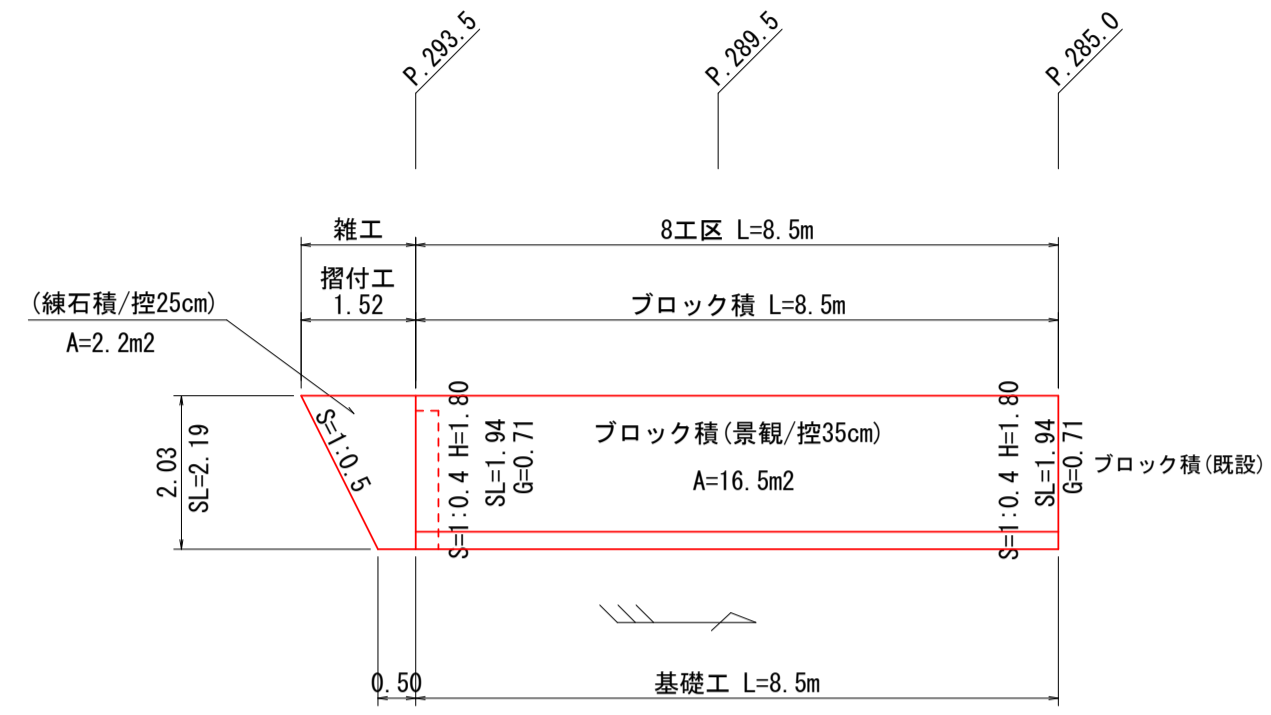 P.293.5
P.289.5
P.285.0
雑工
8工区 L=8.5m
摺付工
1.52
ブロック積 L=8.5m
(練石積/控25cm)
A=2.2m2
2.03
SL=2.19
S=1:0.5
S=1:0.4 H=1.80
SL=1.94
G=0.71
ブロック積(景観/控35cm)
A=16.5m2
S=1:0.4 H=1.80
SL=1.94
G=0.71
ブロック積(既設)
0.50
基礎工 L=8.5m